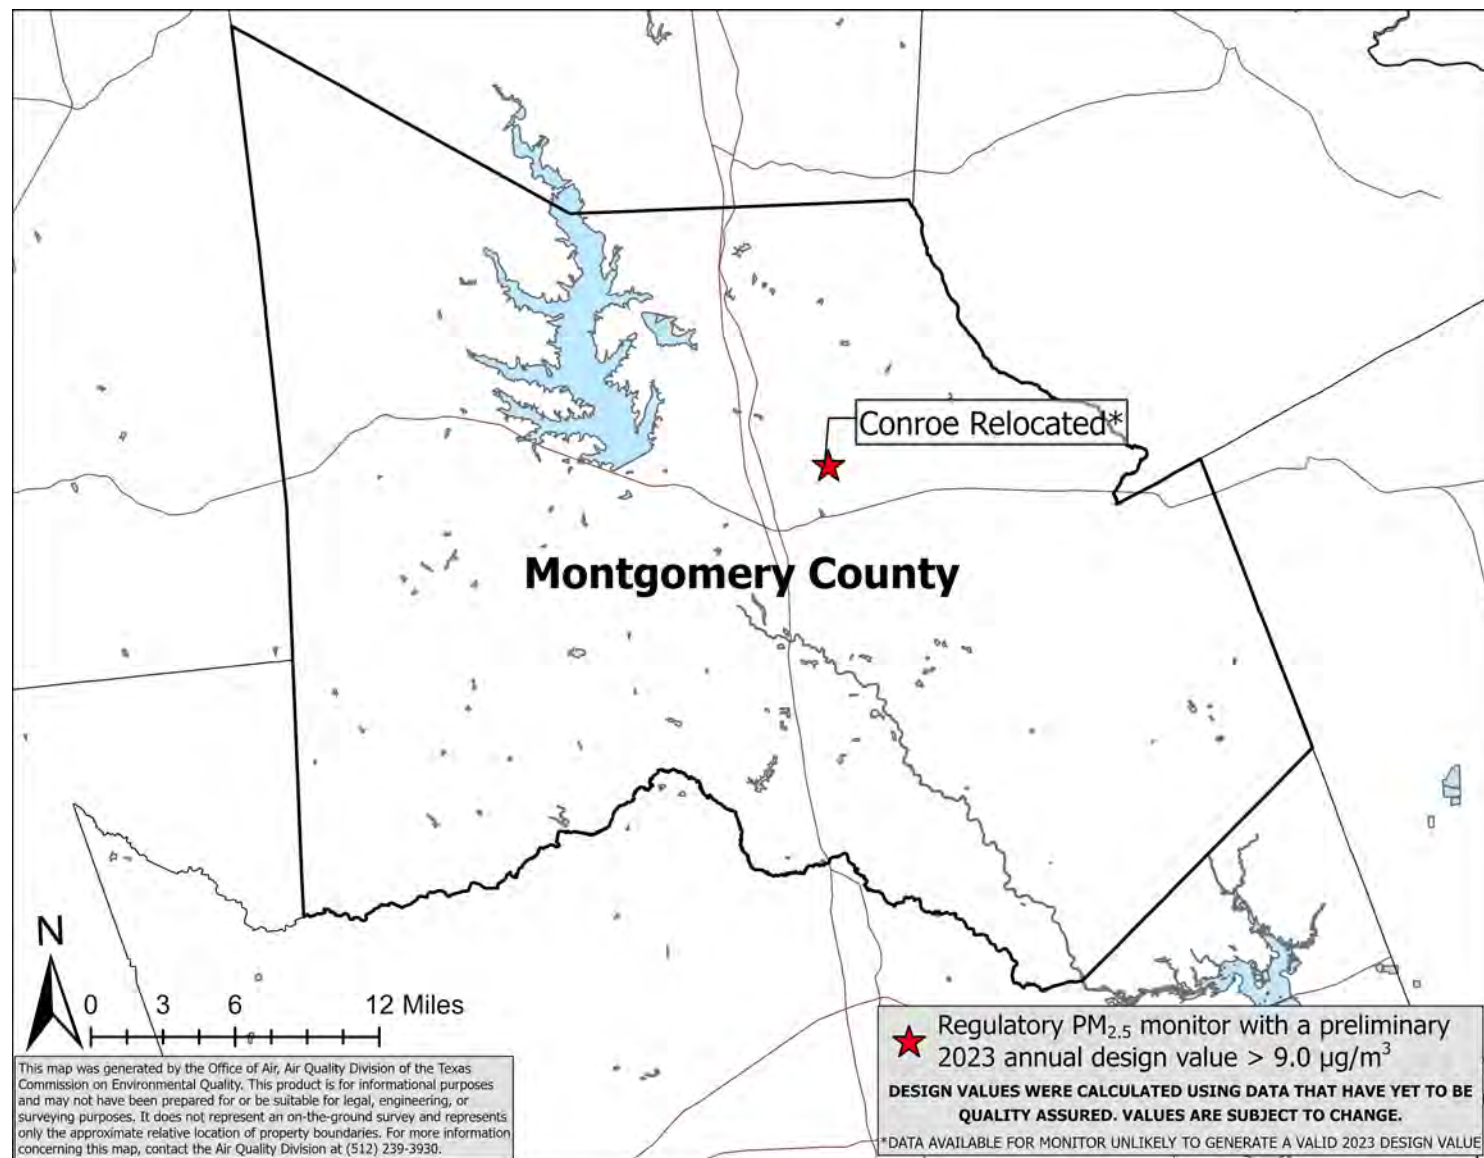 Conroe Relocated*
Montgomery County
N
0 3 6 12 Miles
This map was generated by the Office of Air, Air Quality Division of the Texas
Commission on Environmental Quality. This product is for informational purposes
and may not have been prepared for or be suitable for legal, engineering, or
surveying purposes. It does not represent an on-the-ground survey and represents
only the approximate relative location of property boundaries. For more information
concerning this map, contact the Air Quality Division at (512) 239-3930.
Regulatory PM₂.₅ monitor with a preliminary
2023 annual design value > 9.0 µg/m³
DESIGN VALUES WERE CALCULATED USING DATA THAT HAVE YET TO BE
QUALITY ASSURED. VALUES ARE SUBJECT TO CHANGE.
*DATA AVAILABLE FOR MONITOR UNLIKELY TO GENERATE A VALID 2023 DESIGN VALUE